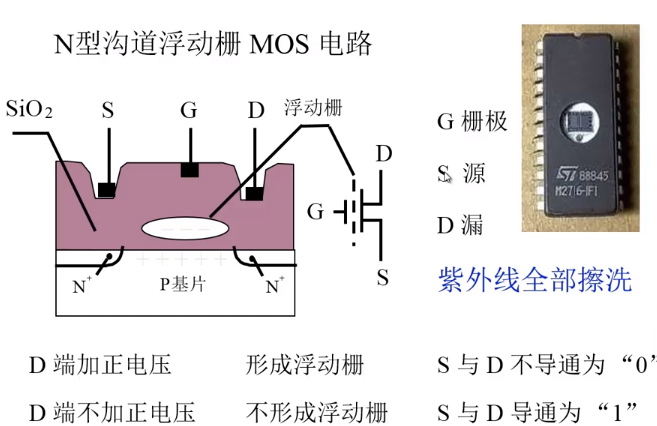 N型沟道浮动栅 MOS 电路
SiO2 S G D 浮动栅
G 栅极
D
S 源
G
D 漏
S
N+ P基片 N+
ST 88845
M2716-1F1
紫外线全部擦洗
D 端加正电压 形成浮动栅 S 与 D 不导通为 “0”
D 端不加正电压 不形成浮动栅 S 与 D 导通为 “1”